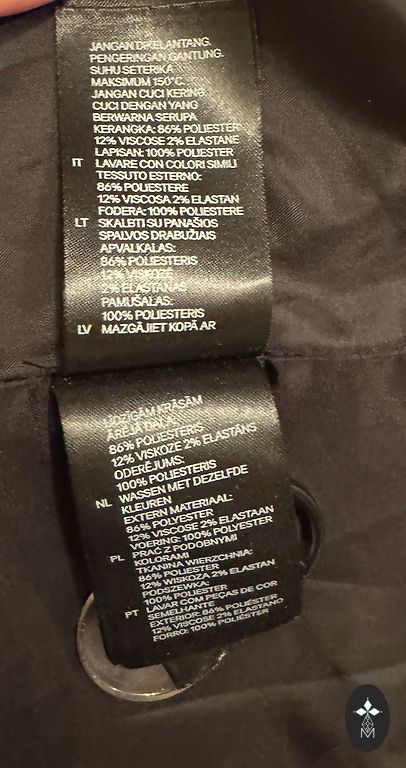 JANGAN DIKELANTANG.
PENGERINGAN GANTUNG.
SUHU SETERIKA
MAKSIMUM 150°C
JANGAN CUCI KERING.
CUCI DENGAN YANG
BERWARNA SERUPA
KERANGKA: 86% POLIESTER
12% VISCOSE 2% ELASTANE
LAPISAN: 100% POLIESTER
IT LAVARE CON COLORI SIMILI
TESSUTO ESTERNO:
86% POLIESTERE
12% VISCOSA 2% ELASTAN
FODERA: 100% POLIESTERE
LT SKALBTI SU PANAŠIOS
SPALVOS DRABUŽIAIS
APVALKALAS:
86% POLIESTERIS
12% VISKOZĖ
2% ELASTANAS
PAMUŠALAS:
100% POLIESTERIS
LV MAZGĀJIET KOPĀ AR
LĪDZĪGĀM KRĀSĀM
ĀRĒJĀ DAĻA:
86% POLIESTERIS
12% VISKOZE 2% ELASTĀNS
ODERĒJUMS:
100% POLIESTERIS
NL WASSEN MET DEZELFDE
KLEUREN
EXTERN MATERIAAL:
86% POLYESTER
12% VISCOSE 2% ELASTAAN
VOERING: 100% POLYESTER
PL PRAĆ Z PODOBNYMI
KOLORAMI
TKANINA WIERZCHNIA:
86% POLIESTER
12% WISKOZA 2% ELASTAN
PODSZEWKA:
100% POLIESTER
PT LAVAR COM PEÇAS DE COR
SEMELHANTE
EXTERIOR: 86% POLIÉSTER
12% VISCOSE 2% ELASTANO
FORRO: 100% POLIÉSTER
M